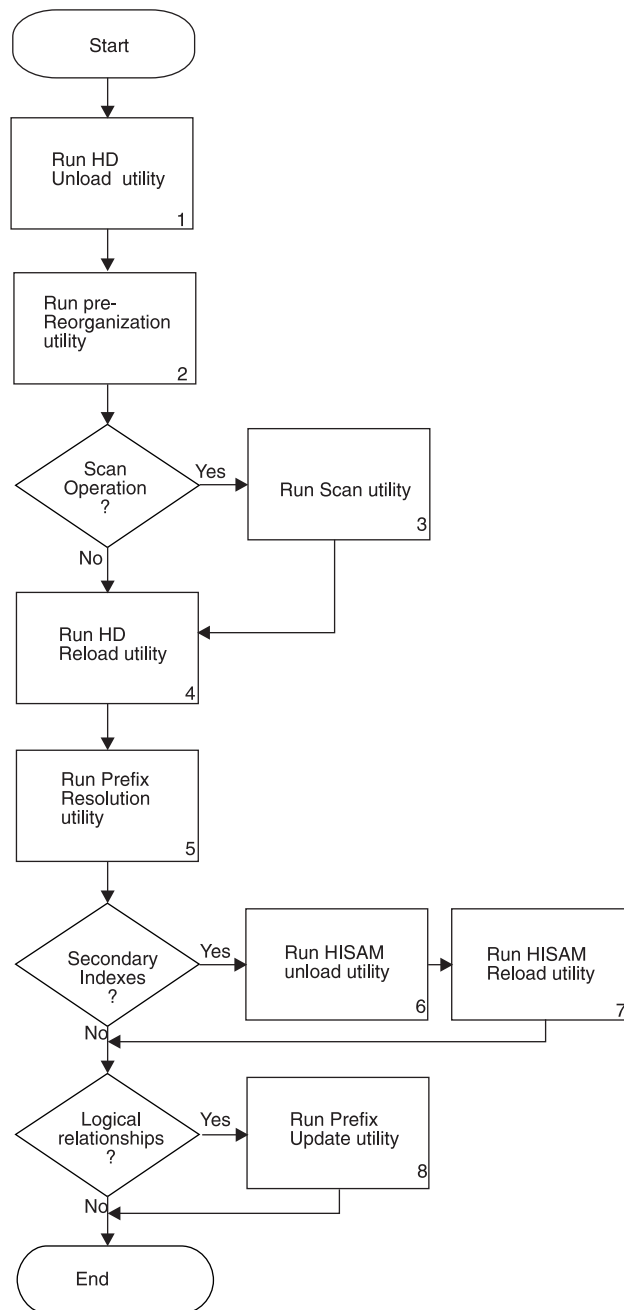 Start
Run HD
Unload utility
1
Run pre-
Reorganization
utility
2
Scan
Operation
?
Yes
No
Run Scan utility
3
Run HD
Reload utility
4
Run Prefix
Resolution
utility
5
Secondary
Indexes
?
Yes
No
Run HISAM
unload utility
6
Run HISAM
Reload utility
7
Logical
relationships
?
Yes
No
Run Prefix
Update utility
8
End